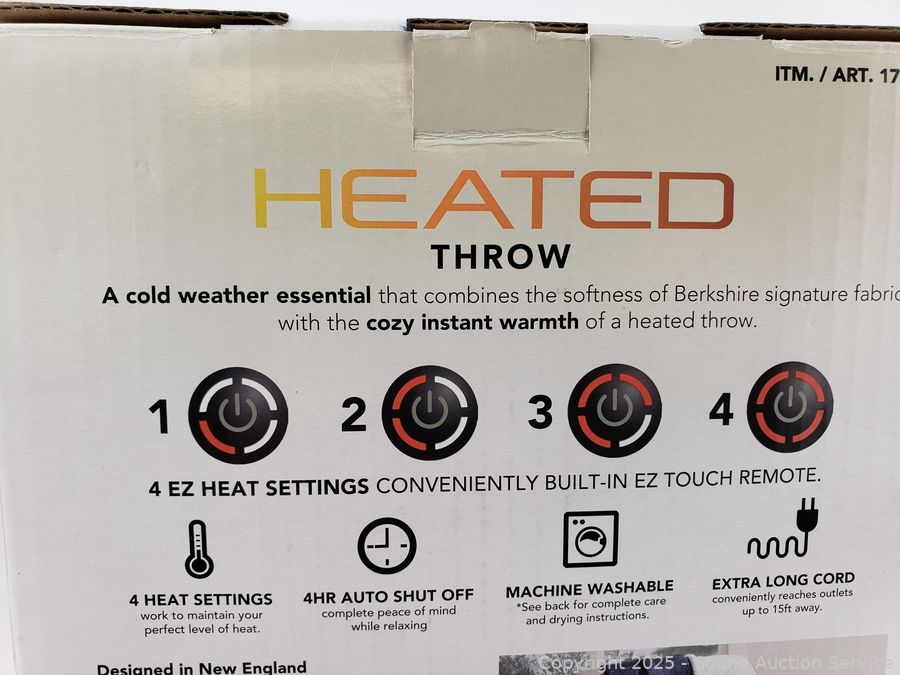 ITM. / ART. 17
HEATED
THROW
A cold weather essential that combines the softness of Berkshire signature fabric
with the cozy instant warmth of a heated throw.
1 2 3 4
4 EZ HEAT SETTINGS CONVENIENTLY BUILT-IN EZ TOUCH REMOTE.
4 HEAT SETTINGS
work to maintain your
perfect level of heat.
4HR AUTO SHUT OFF
complete peace of mind
while relaxing
MACHINE WASHABLE
*See back for complete care
and drying instructions.
EXTRA LONG CORD
conveniently reaches outlets
up to 15ft away.
Designed in New England
Copyright 2025 - Sound Auction Service